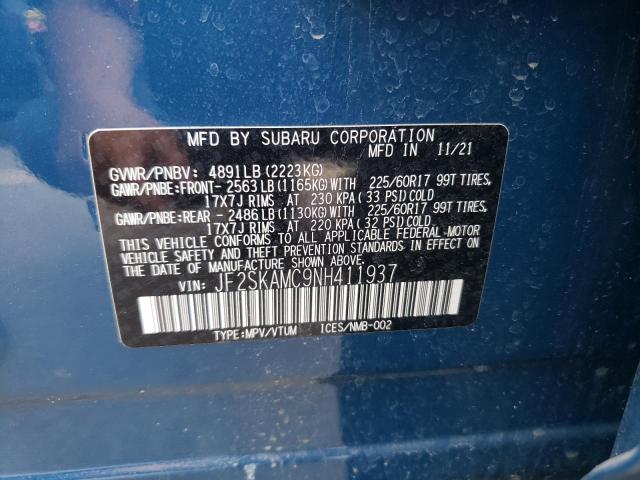 MFD BY SUBARU CORPORATION
MFD. IN 11/21
GVWR/PNBV: 4891LB(2223KG)
GAWR/PNBE:FRONT- 2563LB(1165KG)WITH 225/60R17 99T TIRES,
17X7J RIMS AT 230 KPA(33 PSI)COLD
GAWR/PNBE:REAR - 2486LB(1130KG)WITH 225/60R17 99T TIRES,
17X7J RIMS AT 220 KPA(32 PSI)COLD
THIS VEHICLE CONFORMS TO ALL APPLICABLE FEDERAL-MOTOR
VEHICLE SAFETY AND THEFT PREVENTION STANDARDS IN EFFECT
ON THE DATE OF MANUFACTURE SHOWN ABOVE.
VIN: JF2SKAMC9NH411937
TYPE:MPV/VTUM ICES/NMB-002